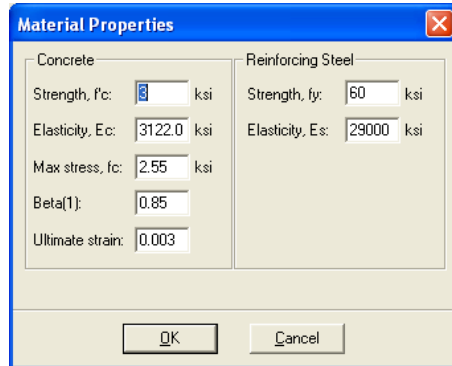 Material Properties
Concrete
Strength, f'c: 3 ksi
Elasticity, Ec: 3122.0 ksi
Max stress, fc: 2.55 ksi
Beta(1): 0.85
Ultimate strain: 0.003
Reinforcing Steel
Strength, fy: 60 ksi
Elasticity, Es: 29000 ksi
OK
Cancel